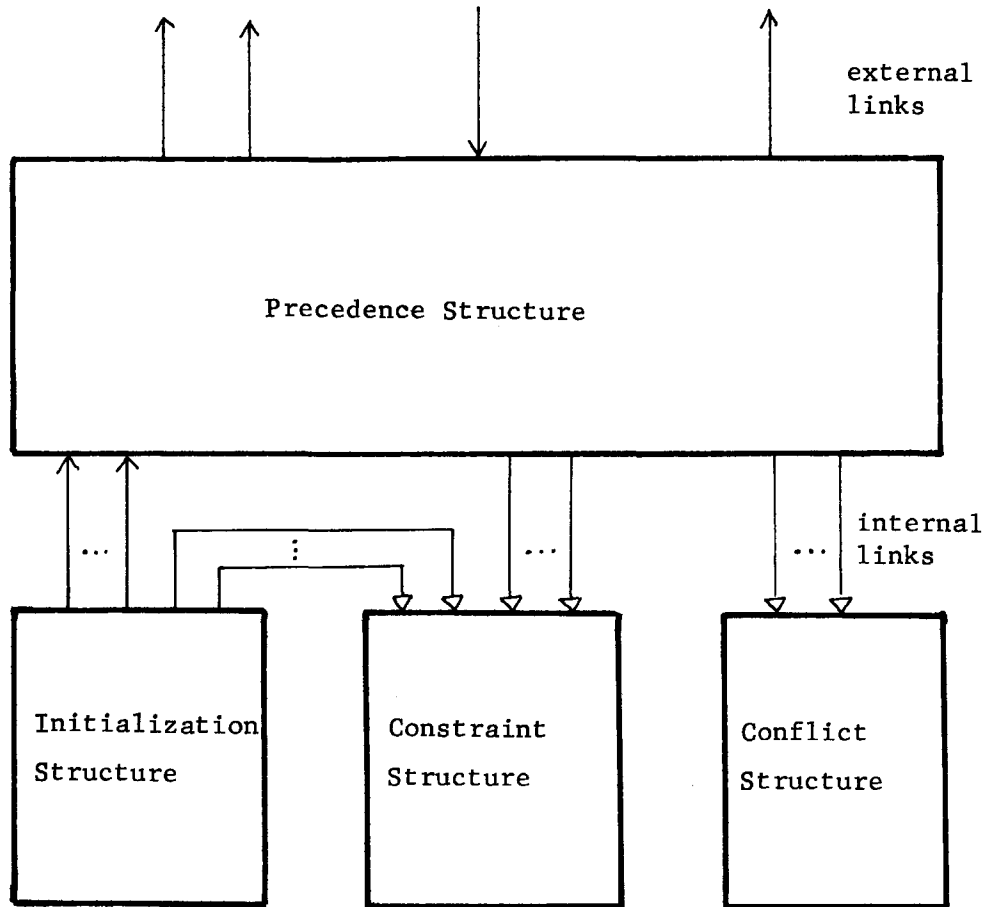 external
links
Precedence Structure
internal
links
Initialization
Structure
Constraint
Structure
Conflict
Structure